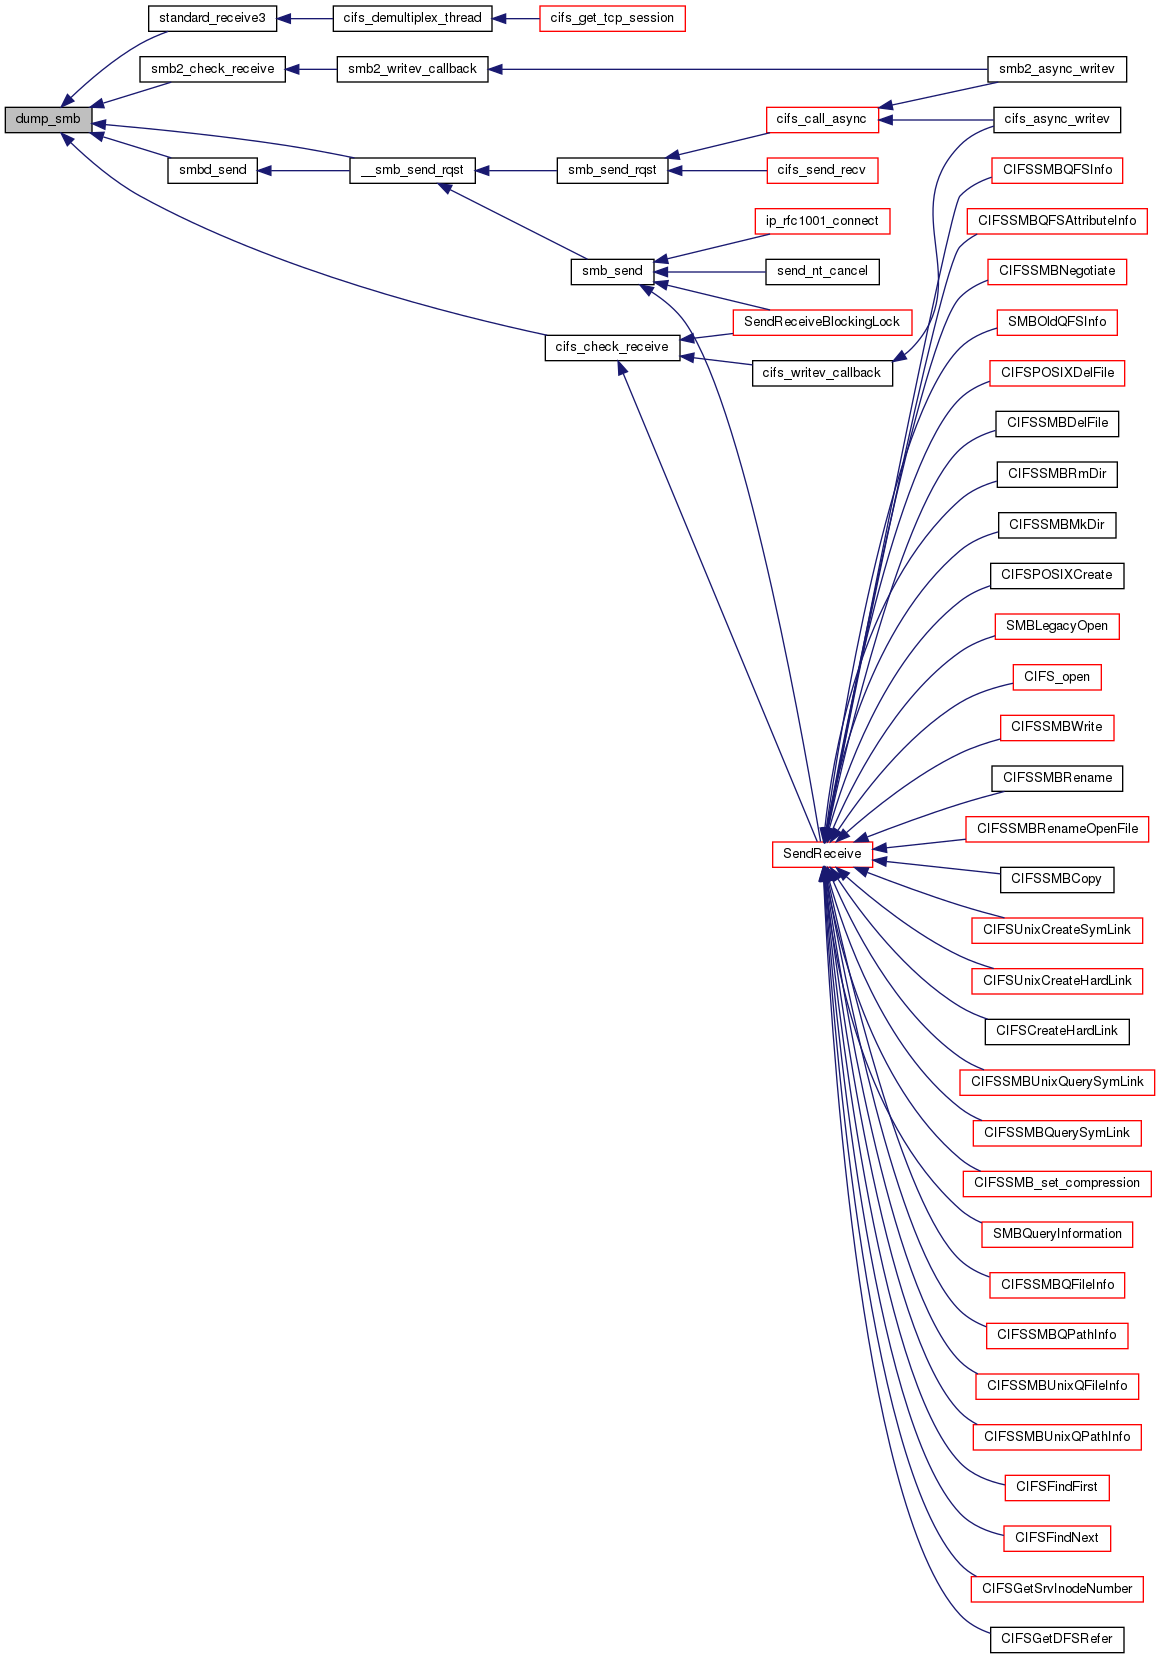 standard_receive3
cifs_demultiplex_thread
cifs_get_tcp_session
smb2_check_receive
smb2_writev_callback
smb2_async_writev
dump_smb
cifs_call_async
cifs_async_writev
smbd_send
__smb_send_rqst
smb_send_rqst
cifs_send_recv
CIFSSMBQFSInfo
ip_rfc1001_connect
CIFSSMBQFSAttributeInfo
smb_send
send_nt_cancel
CIFSSMBNegotiate
SendReceiveBlockingLock
SMBOldQFSInfo
cifs_check_receive
cifs_writev_callback
CIFSPOSIXDelFile
CIFSSMBDelFile
CIFSSMBRmDir
CIFSSMBMkDir
CIFSPOSIXCreate
SMBLegacyOpen
CIFS_open
CIFSSMBWrite
CIFSSMBRename
CIFSSMBRenameOpenFile
SendReceive
CIFSSMBCopy
CIFSUnixCreateSymLink
CIFSUnixCreateHardLink
CIFSCreateHardLink
CIFSSMBUnixQuerySymLink
CIFSSMBQuerySymLink
CIFSSMB_set_compression
SMBQueryInformation
CIFSSMBQFileInfo
CIFSSMBQPathInfo
CIFSSMBUnixQFileInfo
CIFSSMBUnixQPathInfo
CIFSFindFirst
CIFSFindNext
CIFSGetSrvInodeNumber
CIFSGetDFSRefer